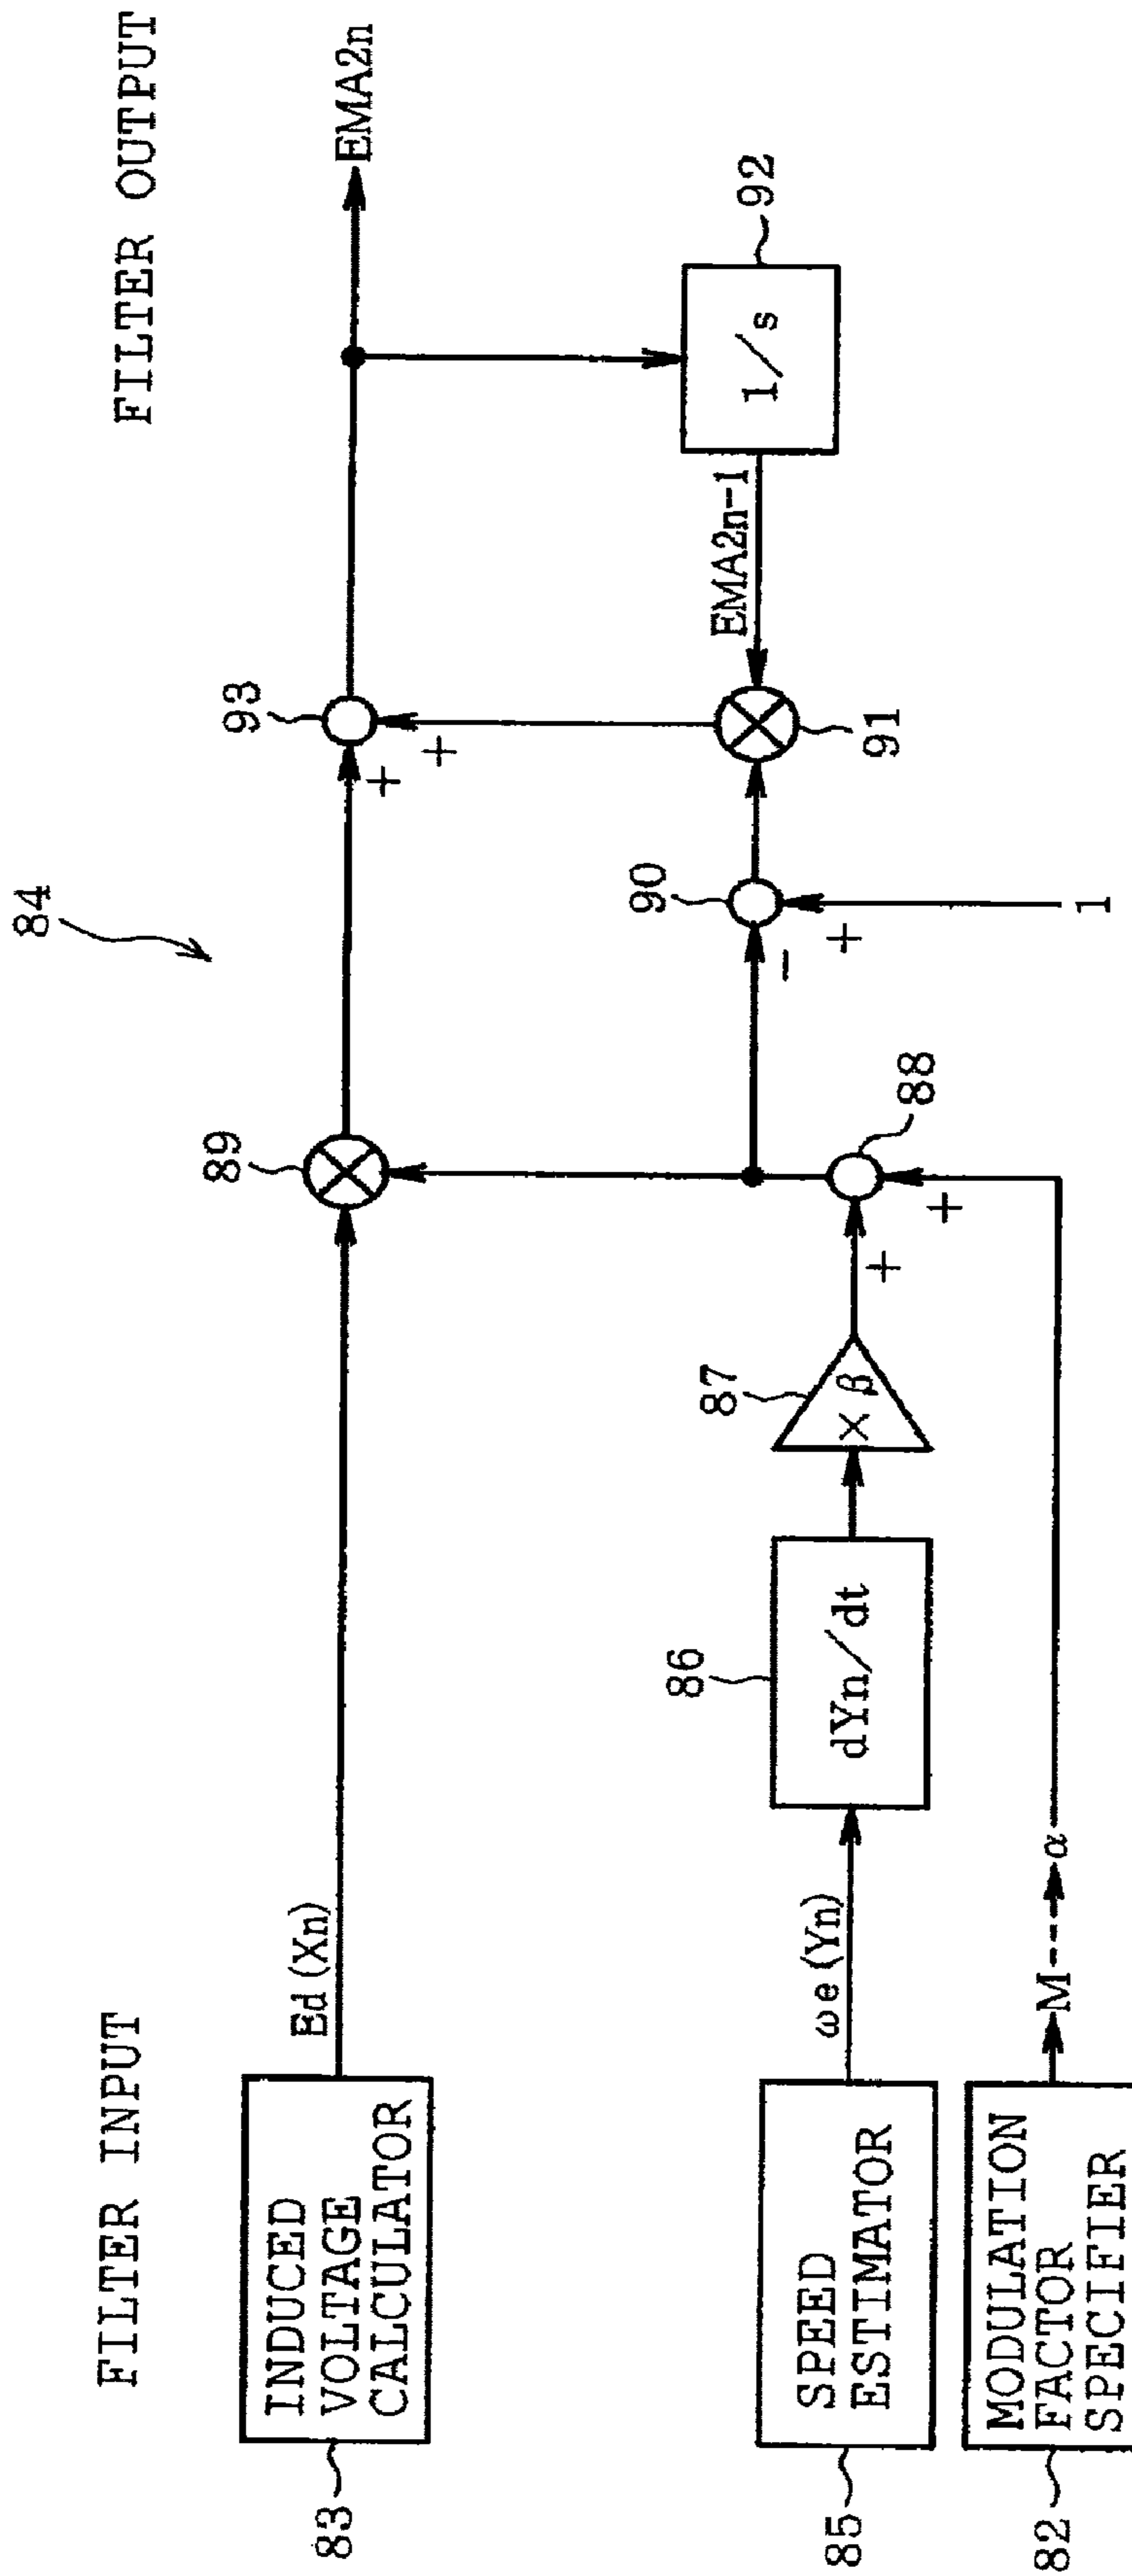 FILTER INPUT
FILTER OUTPUT
84
83
INDUCED
VOLTAGE
CALCULATOR
Ed (Xn)
89
+
93
+
EMA2n
85
SPEED
ESTIMATOR
ωe (Yn)
86
dYn/dt
87
× β
+
88
+
-
90
+
1
91
EMA2n-1
1/s
92
82
MODULATION
FACTOR
SPECIFIER
M
α